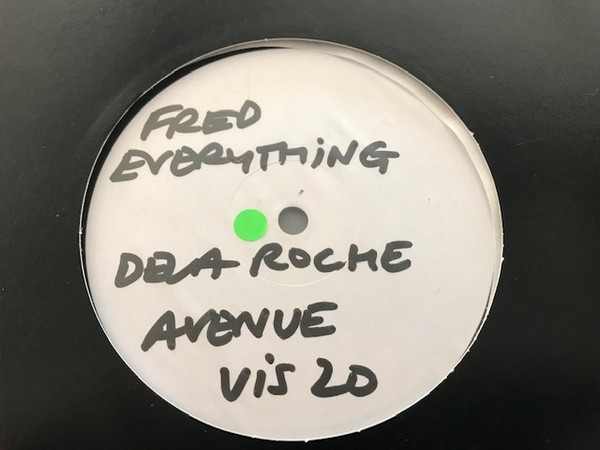 FRED
EVERYTHING
DELA ROCHE
AVENUE
ViS 20